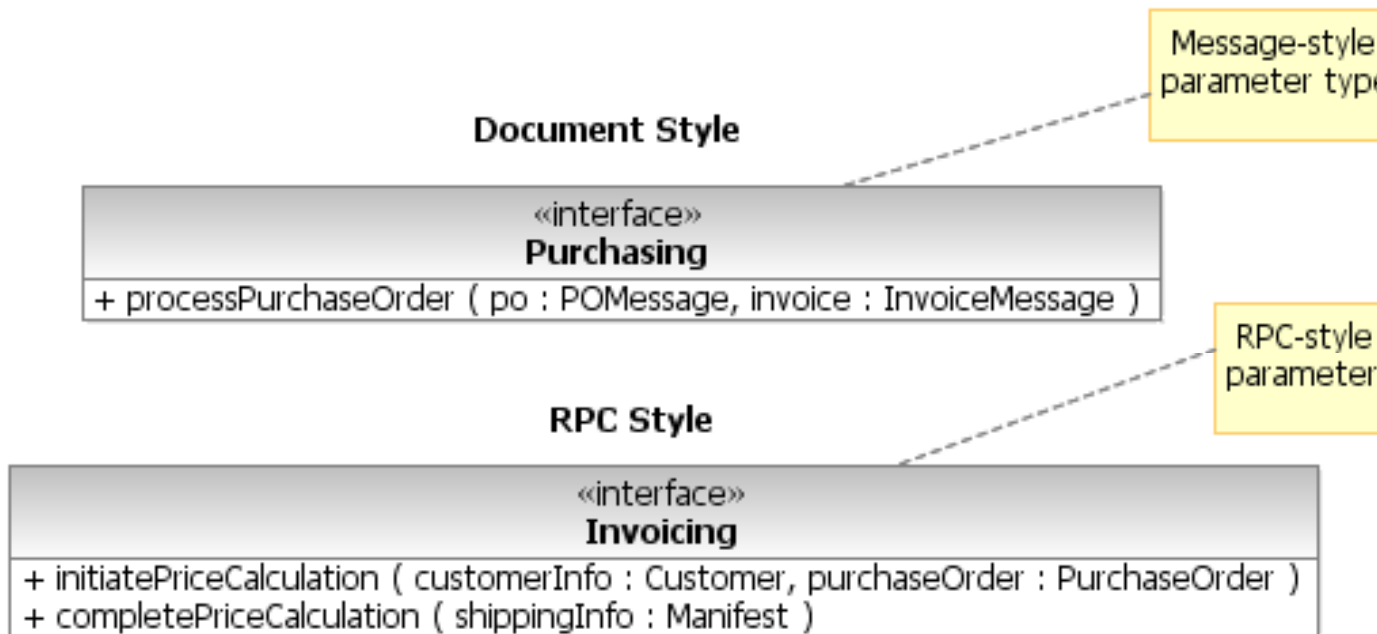 Message-style
parameter type
Document Style
«interface»
Purchasing
+ processPurchaseOrder ( po : POMessage, invoice : InvoiceMessage )
RPC-style
parameter
RPC Style
«interface»
Invoicing
+ initiatePriceCalculation ( customerInfo : Customer, purchaseOrder : PurchaseOrder )
+ completePriceCalculation ( shippingInfo : Manifest )